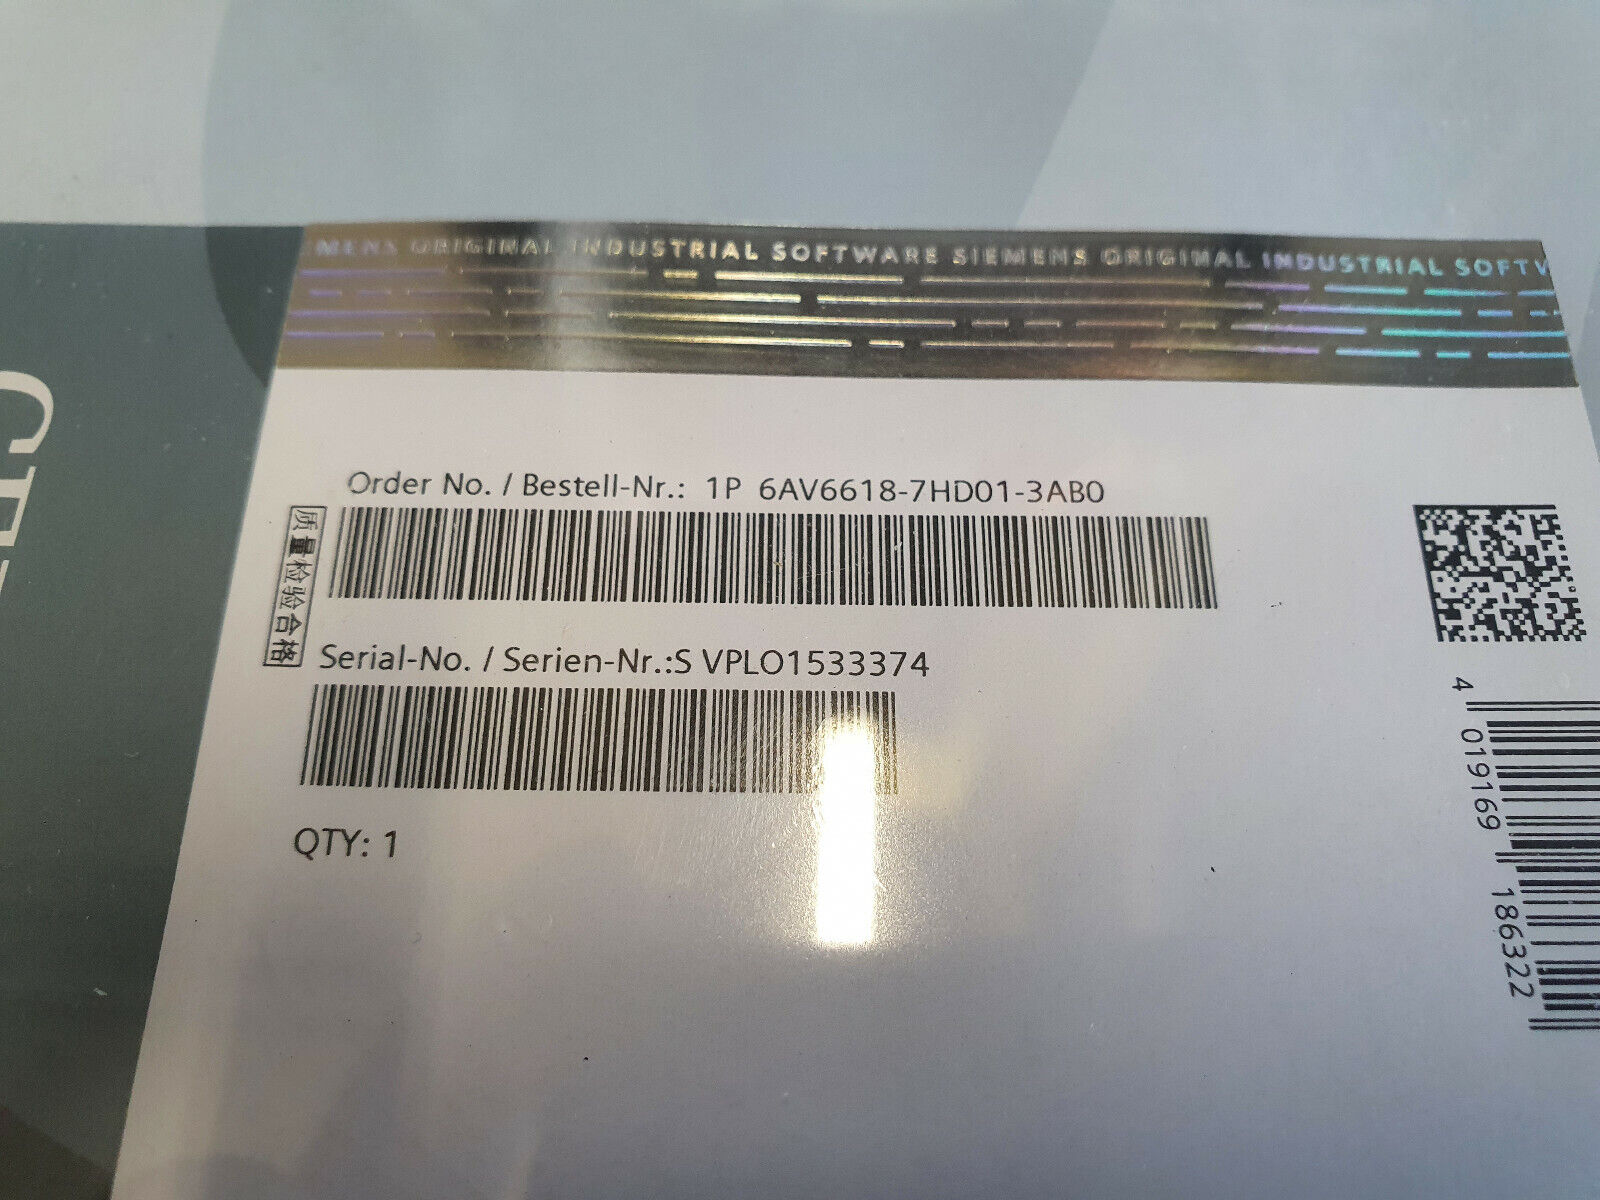 MENS ORIGINAL INDUSTRIAL SOFTWARE SIEMENS ORIGINAL INDUSTRIAL SOFTW
Order No. / Bestell-Nr.: 1P 6AV6618-7HD01-3AB0
质量检验合格
Serial-No. / Serien-Nr.:S VPLO1533374
QTY: 1
4 019169 186322